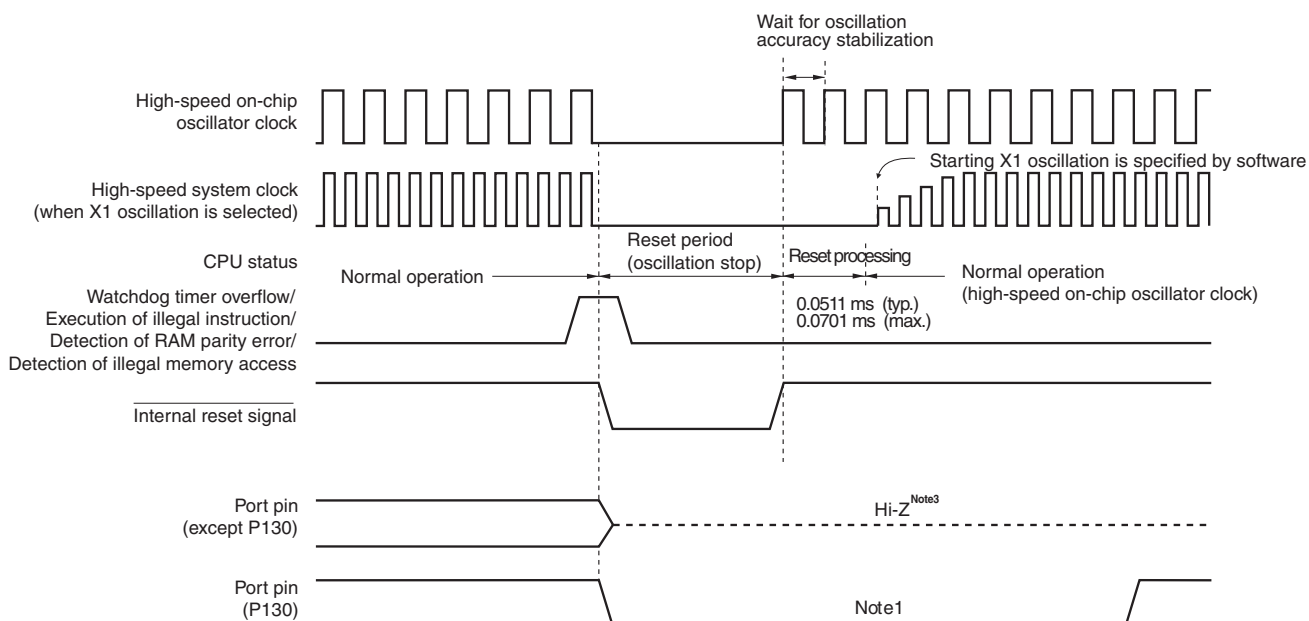 Wait for oscillation
accuracy stabilization
High-speed on-chip
oscillator clock
Starting X1 oscillation is specified by software
High-speed system clock
(when X1 oscillation is selected)
CPU status
Normal operation
Reset period
(oscillation stop)
Reset processing
Normal operation
(high-speed on-chip oscillator clock)
0.0511 ms (typ.)
0.0701 ms (max.)
Watchdog timer overflow/
Execution of illegal instruction/
Detection of RAM parity error/
Detection of illegal memory access
Internal reset signal
Port pin
(except P130)
Hi-Z Note3
Port pin
(P130)
Note1